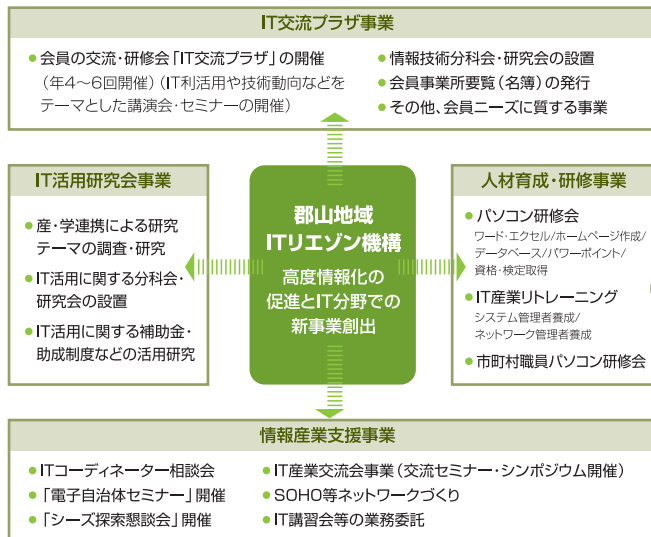 IT交流プラザ事業
●会員の交流・研修会「IT交流プラザ」の開催
（年4～6回開催）（IT利活用や技術動向などを
テーマとした講演会・セミナーの開催）
●情報技術分科会・研究会の設置
●会員事業所要覧（名簿）の発行
●その他、会員ニーズに質する事業
IT活用研究会事業
●産・学連携による研究
テーマの調査・研究
●IT活用に関する分科会・
研究会の設置
●IT活用に関する補助金・
助成制度などの活用研究
郡山地域
ITリエゾン機構
高度情報化の
促進とIT分野での
新事業創出
人材育成・研修事業
●パソコン研修会
ワード・エクセル/ホームページ作成/
データベース/パワーポイント/
資格・検定取得
●IT産業リトレーニング
システム管理者養成/
ネットワーク管理者養成
●市町村職員パソコン研修会
情報産業支援事業
●ITコーディネーター相談会
●「電子自治体セミナー」開催
●「シーズ探索懇談会」開催
●IT産業交流会事業（交流セミナー・シンポジウム開催）
●SOHO等ネットワークづくり
●IT講習会等の業務委託